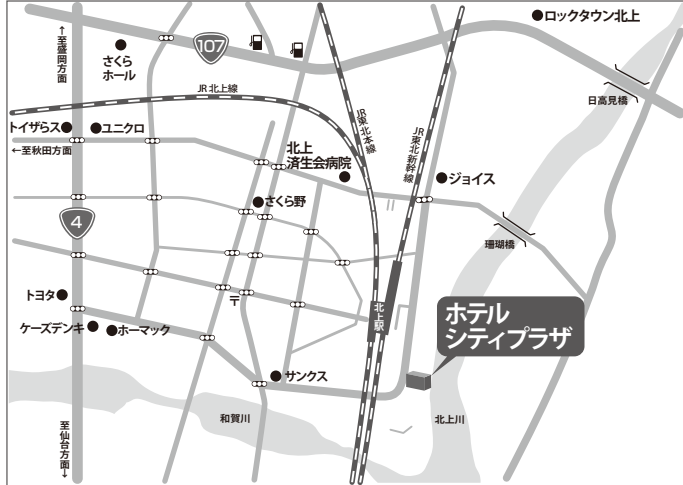 ←至盛岡方面
107
さくら
ホール
ロックタウン北上
日高見橋
JR北上線
JR東北本線
JR東北新幹線
トイザらス
ユニクロ
←至秋田方面
北上
済生会病院
ジョイス
さくら野
4
珊瑚橋
トヨタ
〒
北上駅
ホテル
シティプラザ
ケーズデンキ
ホーマック
サンクス
和賀川
北上川
至仙台方面→